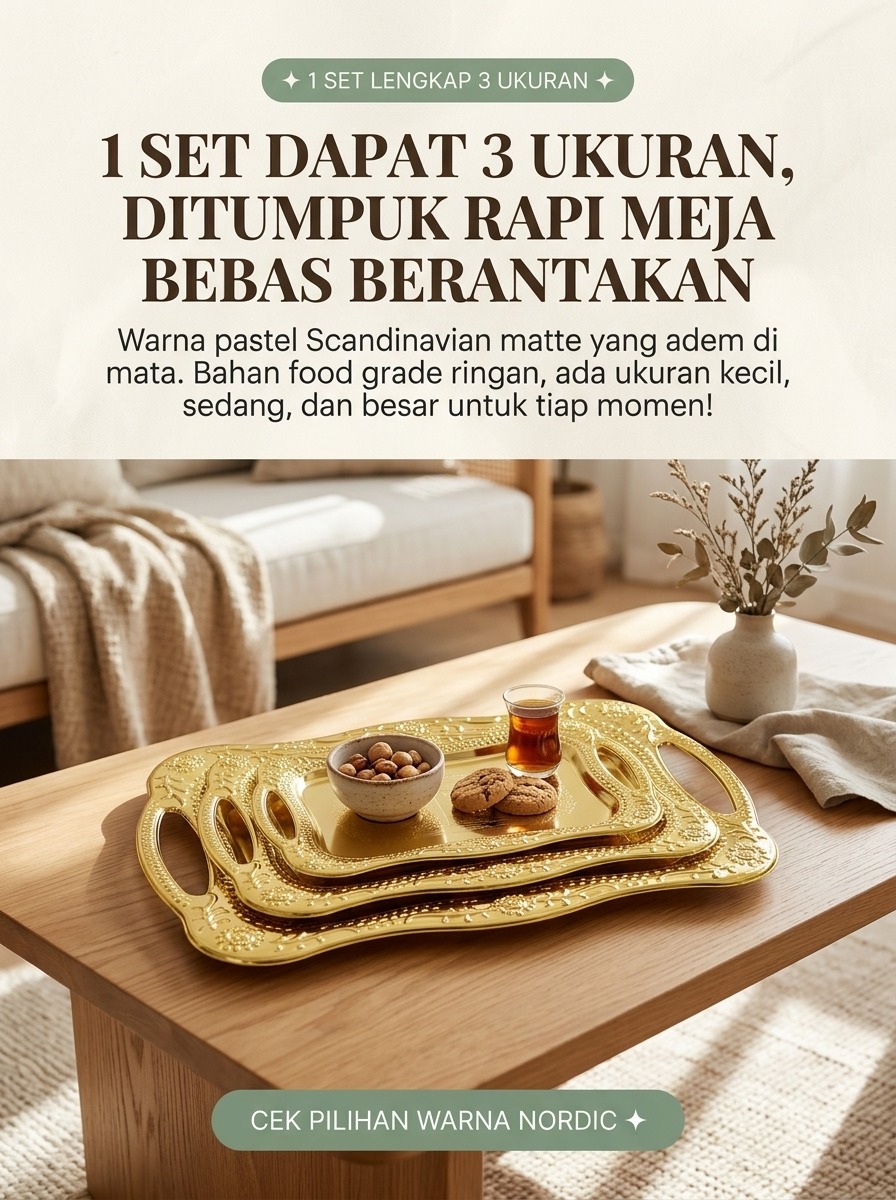 ✦ 1 SET LENGKAP 3 UKURAN ✦
1 SET DAPAT 3 UKURAN,
DITUMPUK RAPI MEJA
BEBAS BERANTAKAN
Warna pastel Scandinavian matte yang adem di
mata. Bahan food grade ringan, ada ukuran kecil,
sedang, dan besar untuk tiap momen!
CEK PILIHAN WARNA NORDIC ✦